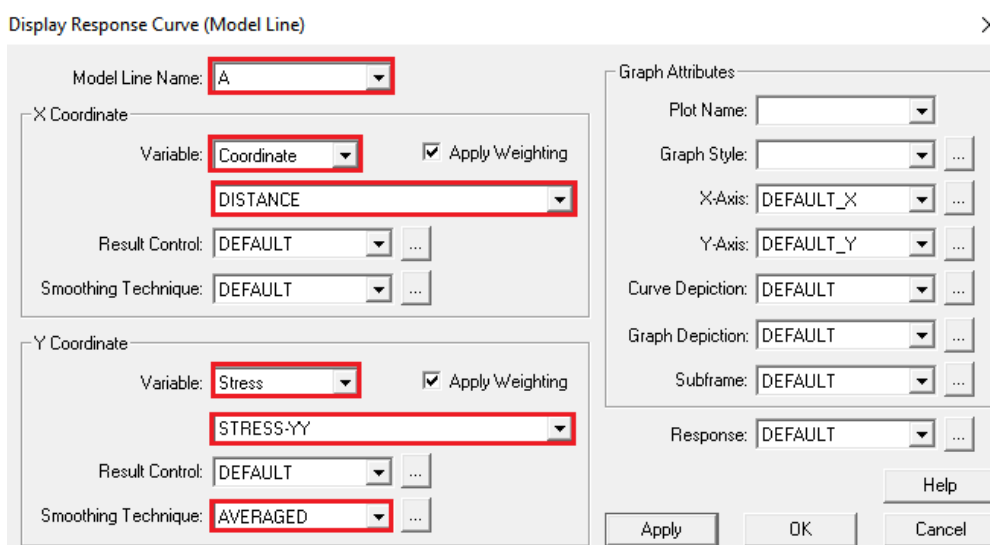 Display Response Curve (Model Line)
Model Line Name: A
X Coordinate
Variable: Coordinate Apply Weighting
DISTANCE
Result Control: DEFAULT ...
Smoothing Technique: DEFAULT ...
Y Coordinate
Variable: Stress Apply Weighting
STRESS-YY
Result Control: DEFAULT ...
Smoothing Technique: AVERAGED ...
Graph Attributes
Plot Name:
Graph Style: ...
X-Axis: DEFAULT_X ...
Y-Axis: DEFAULT_Y ...
Curve Depiction: DEFAULT ...
Graph Depiction: DEFAULT ...
Subframe: DEFAULT ...
Response: DEFAULT ...
Help
Apply OK Cancel